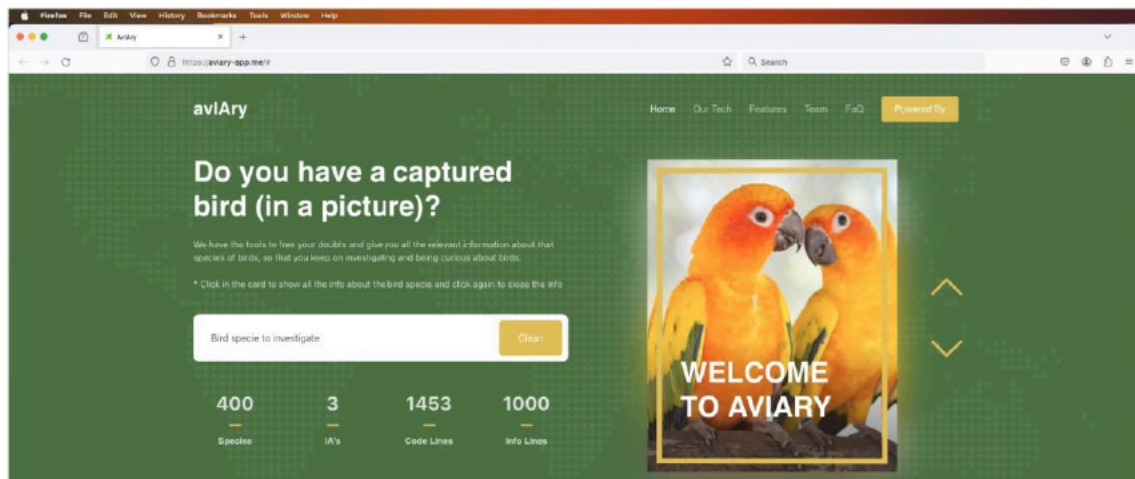 Firefox File Edit View History Bookmarks Tools Window Help
AvIAry
https://aviary-app.me/#
Search
avIAry
Home Our Tech Features Team FaQ Powered By
Do you have a captured
bird (in a picture)?
We have the tools to free your doubts and give you all the relevant information about that
species of birds, so that you keep on investigating and being curious about birds.
* Click in the card to show all the info about the bird specie and click again to close the info
Bird specie to investigate Clean
WELCOME
TO AVIARY
400 3 1453 1000
Species IA's Code Lines Info Lines